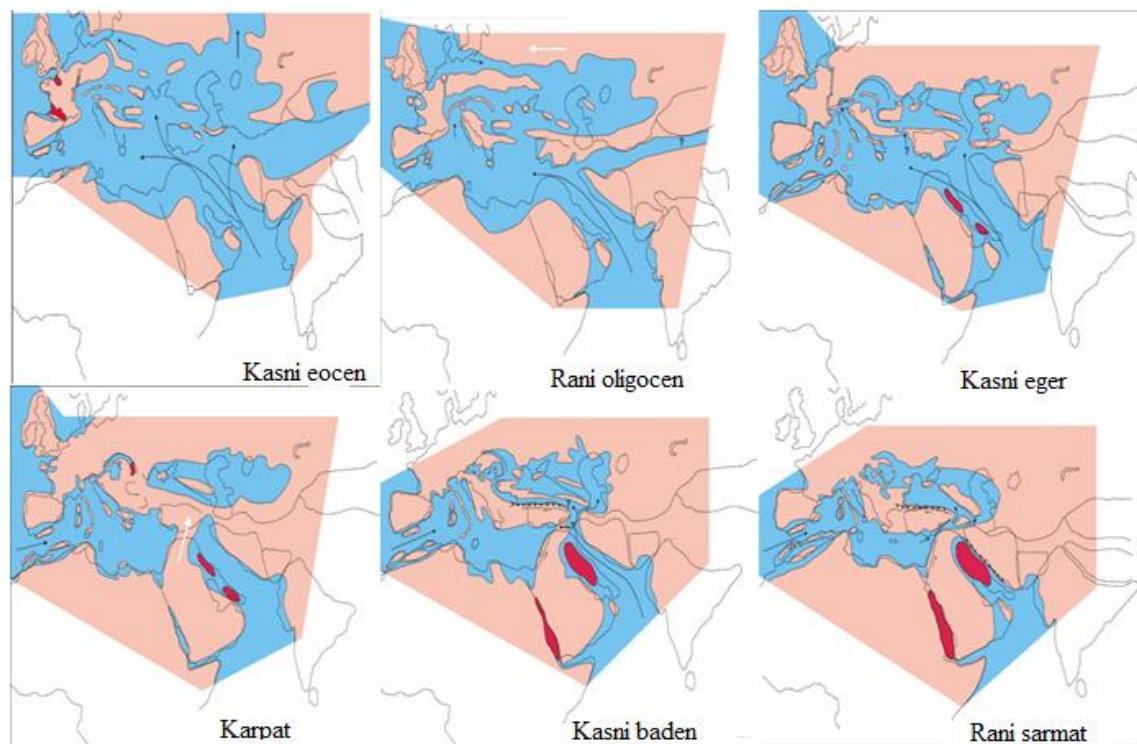 Kasni eocen
Rani oligocen
Kasni eger
?
?
Karpat
Kasni baden
Rani sarmat